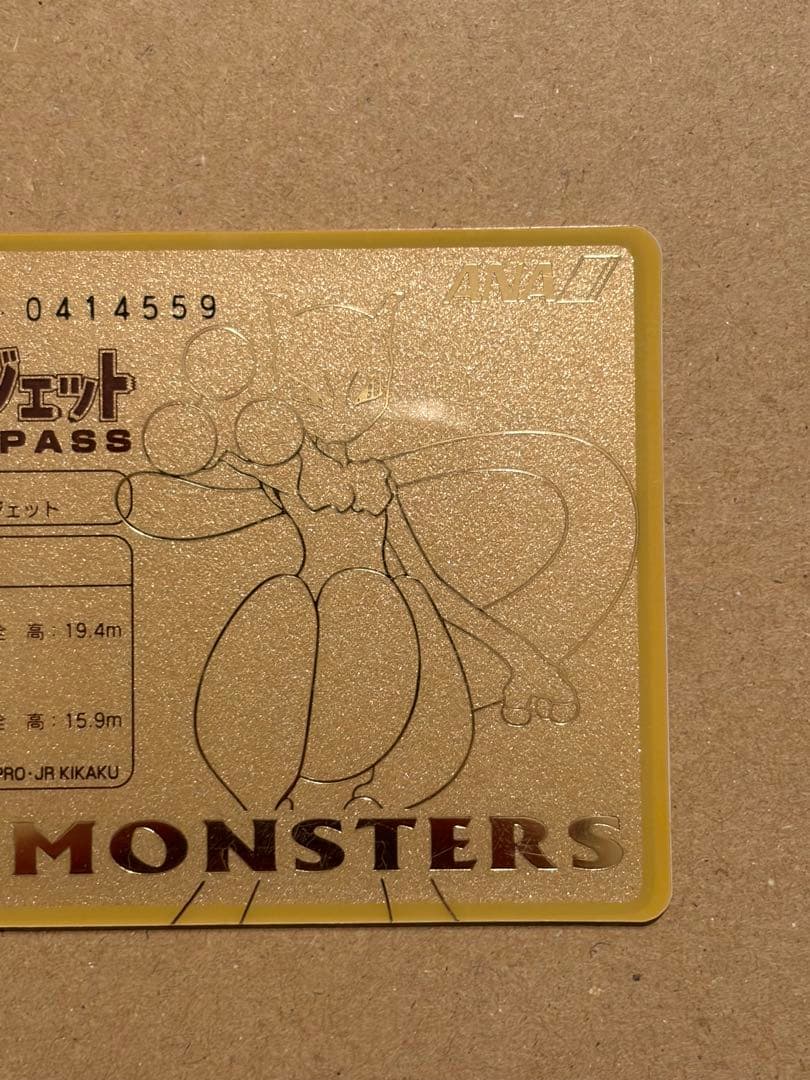 ANA
0414559
ジェット
PASS
ジェット
全 高：19.4m
全 高：15.9m
PRO・JR KIKAKU
MONSTERS